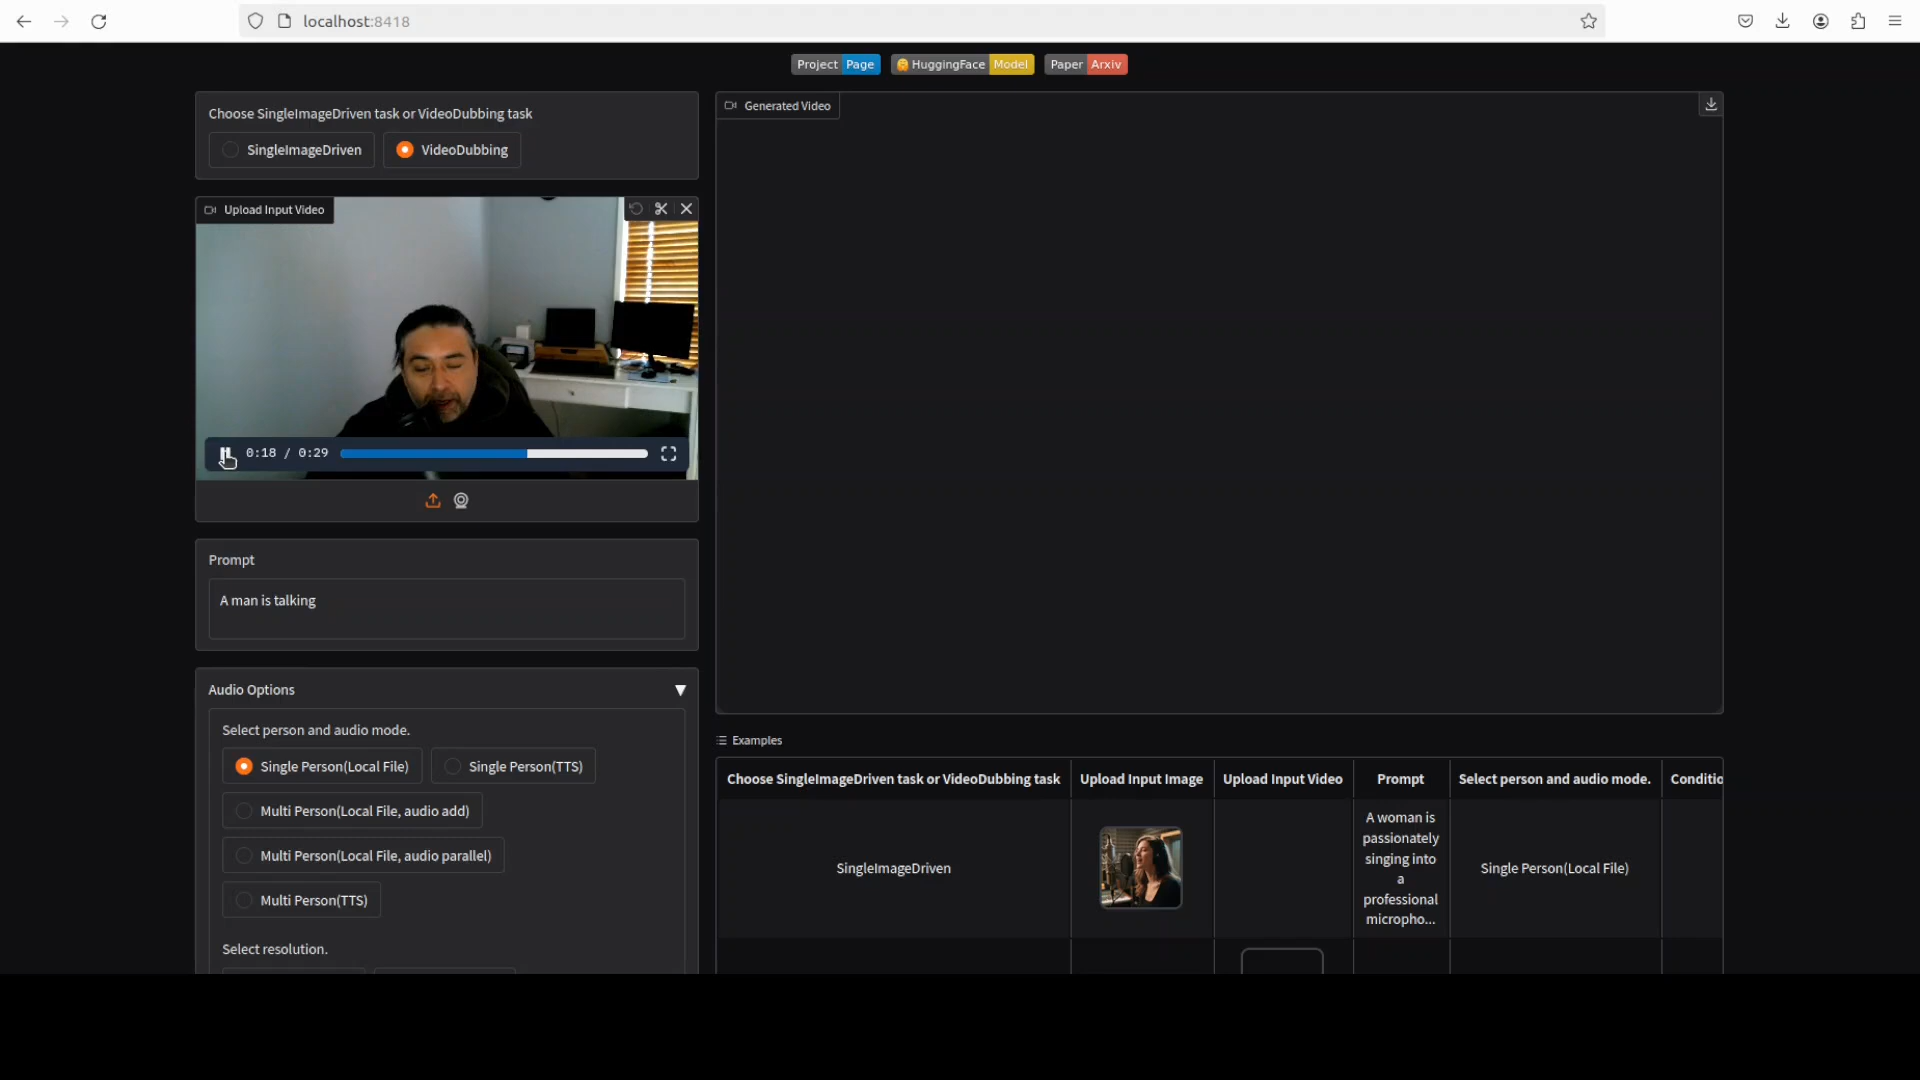 localhost:8418
Project Page
HuggingFace Model
Paper Arxiv
Choose SingleImageDriven task or VideoDubbing task
SingleImageDriven
VideoDubbing
Generated Video
Upload Input Video
0:18 / 0:29
Prompt
A man is talking
Audio Options
Select person and audio mode.
Single Person(Local File)
Single Person(TTS)
Multi Person(Local File, audio add)
Multi Person(Local File, audio parallel)
Multi Person(TTS)
Select resolution.
Examples
Choose SingleImageDriven task or VideoDubbing task
Upload Input Image
Upload Input Video
Prompt
Select person and audio mode.
Conditio
SingleImageDriven
A woman is
passionately
singing into
a
professional
micropho...
Single Person(Local File)